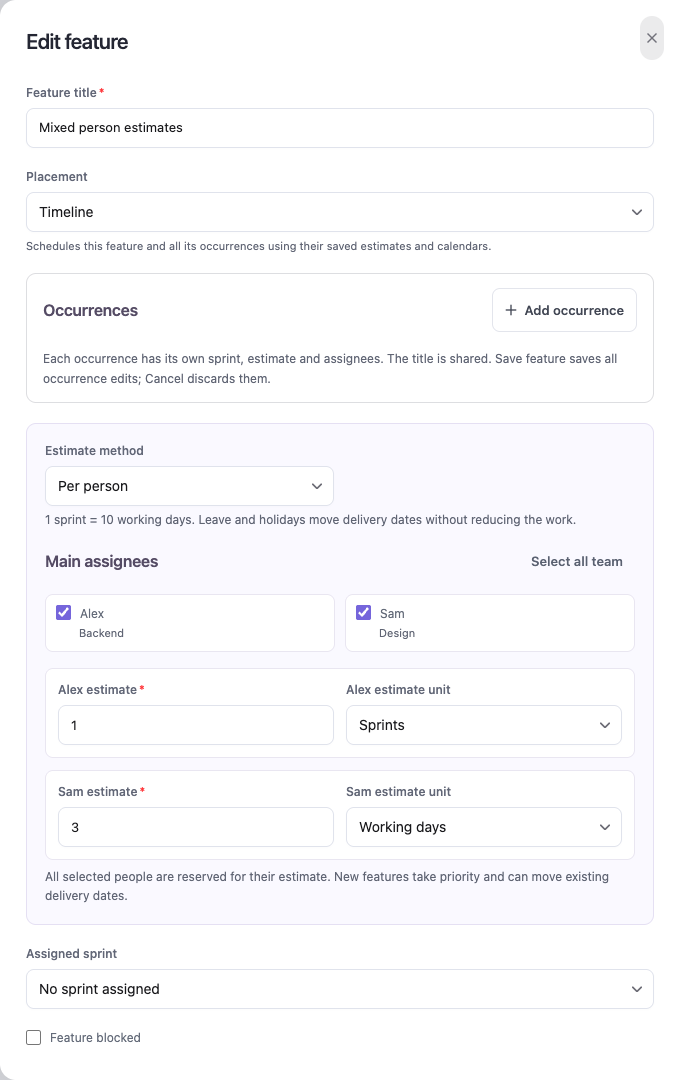 Edit feature
Feature title*
Mixed person estimates
Placement
Timeline
Schedules this feature and all its occurrences using their saved estimates and calendars.
Occurrences
Add occurrence
Each occurrence has its own sprint, estimate and assignees. The title is shared. Save feature saves all
occurrence edits; Cancel discards them.
Estimate method
Per person
1 sprint = 10 working days. Leave and holidays move delivery dates without reducing the work.
Main assignees
Select all team
Alex
Backend
Sam
Design
Alex estimate*
Alex estimate unit
1
Sprints
Sam estimate*
Sam estimate unit
3
Working days
All selected people are reserved for their estimate. New features take priority and can move existing
delivery dates.
Assigned sprint
No sprint assigned
Feature blocked